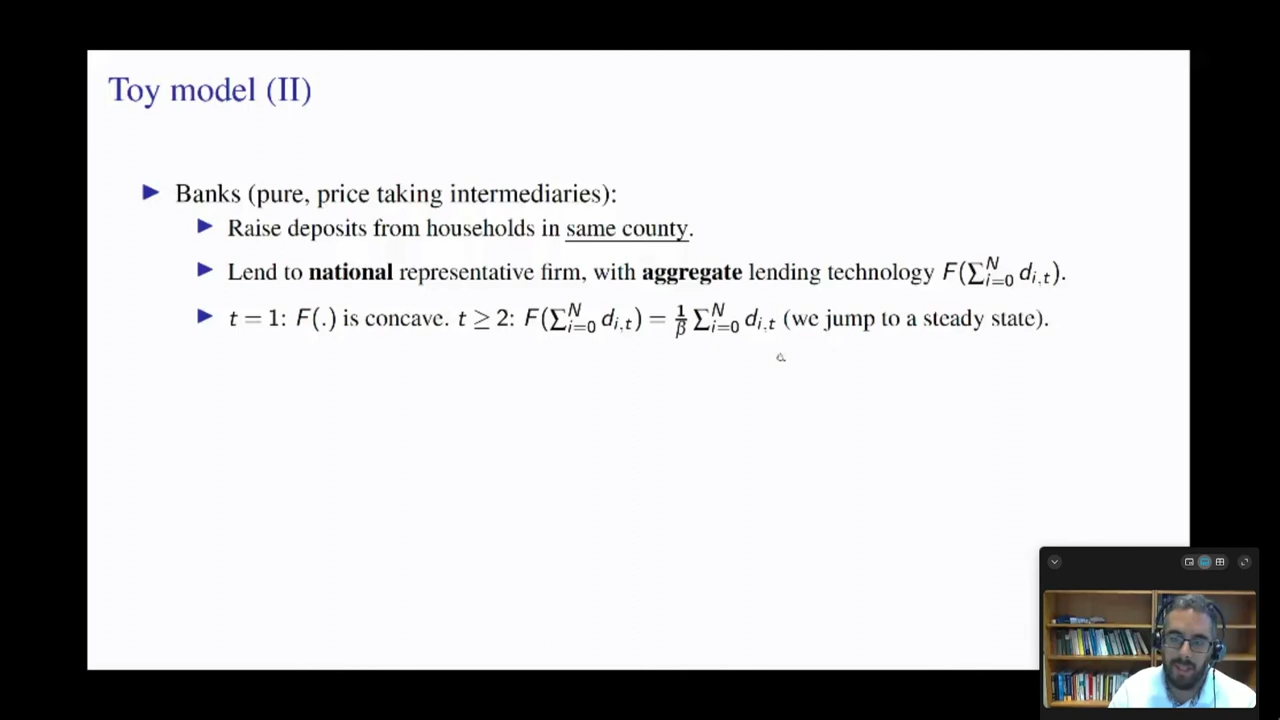 Toy model (II)
Banks (pure, price taking intermediaries):
Raise deposits from households in same county.
Lend to national representative firm, with aggregate lending technology F(∑_{i=0}^N d_{i,t}).
t = 1: F(.) is concave. t ≥ 2: F(∑_{i=0}^N d_{i,t}) = 1/β ∑_{i=0}^N d_{i,t} (we jump to a steady state).